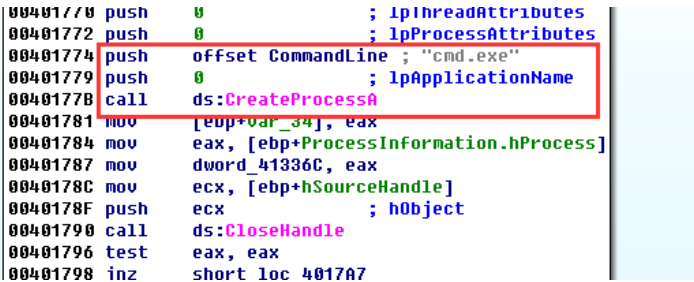 00401770 push 0 ; lpThreadAttributes
00401772 push 0 ; lpProcessAttributes
00401774 push offset CommandLine ; "cmd.exe"
00401779 push 0 ; lpApplicationName
0040177B call ds:CreateProcessA
00401781 mov [ebp+var_34], eax
00401784 mov eax, [ebp+ProcessInformation.hProcess]
00401787 mov dword_41336C, eax
0040178C mov ecx, [ebp+hSourceHandle]
0040178F push ecx ; hObject
00401790 call ds:CloseHandle
00401796 test eax, eax
00401798 jnz short loc_4017A7